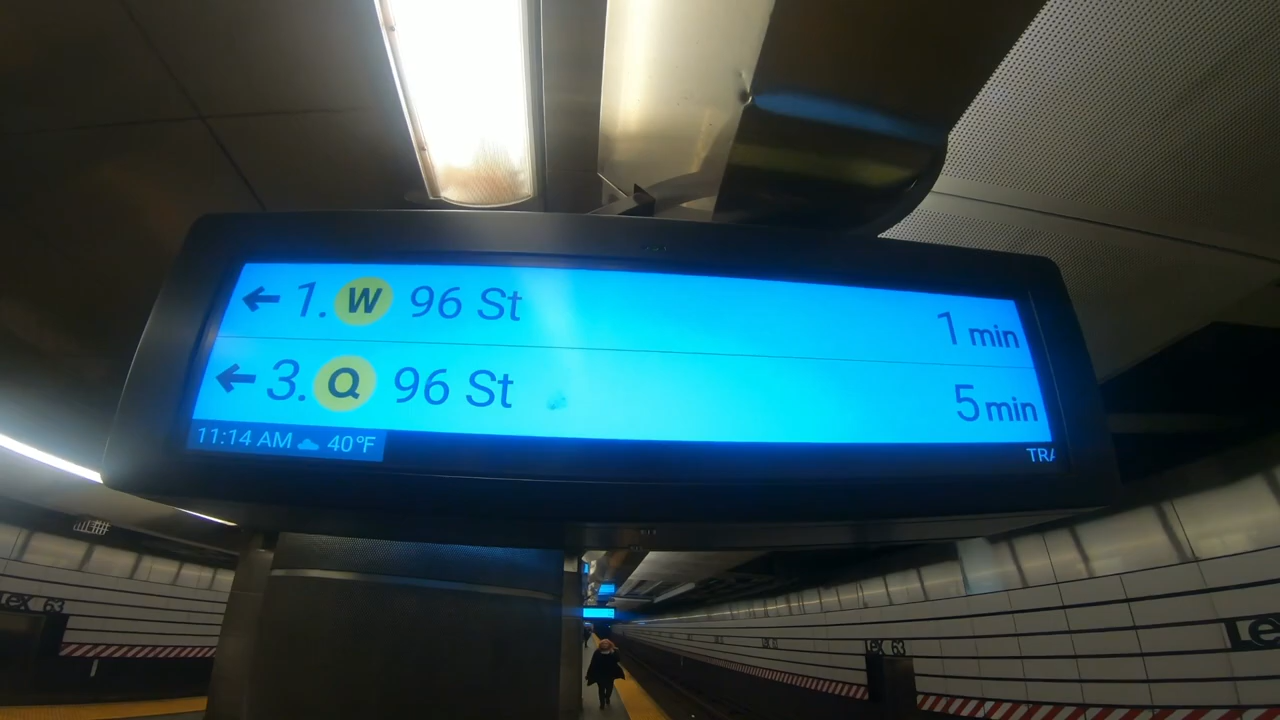 ← 1. W 96 St 1 min
← 3. Q 96 St 5 min
11:14 AM 40°F TRA
Lex 63
Lex 63
Lex